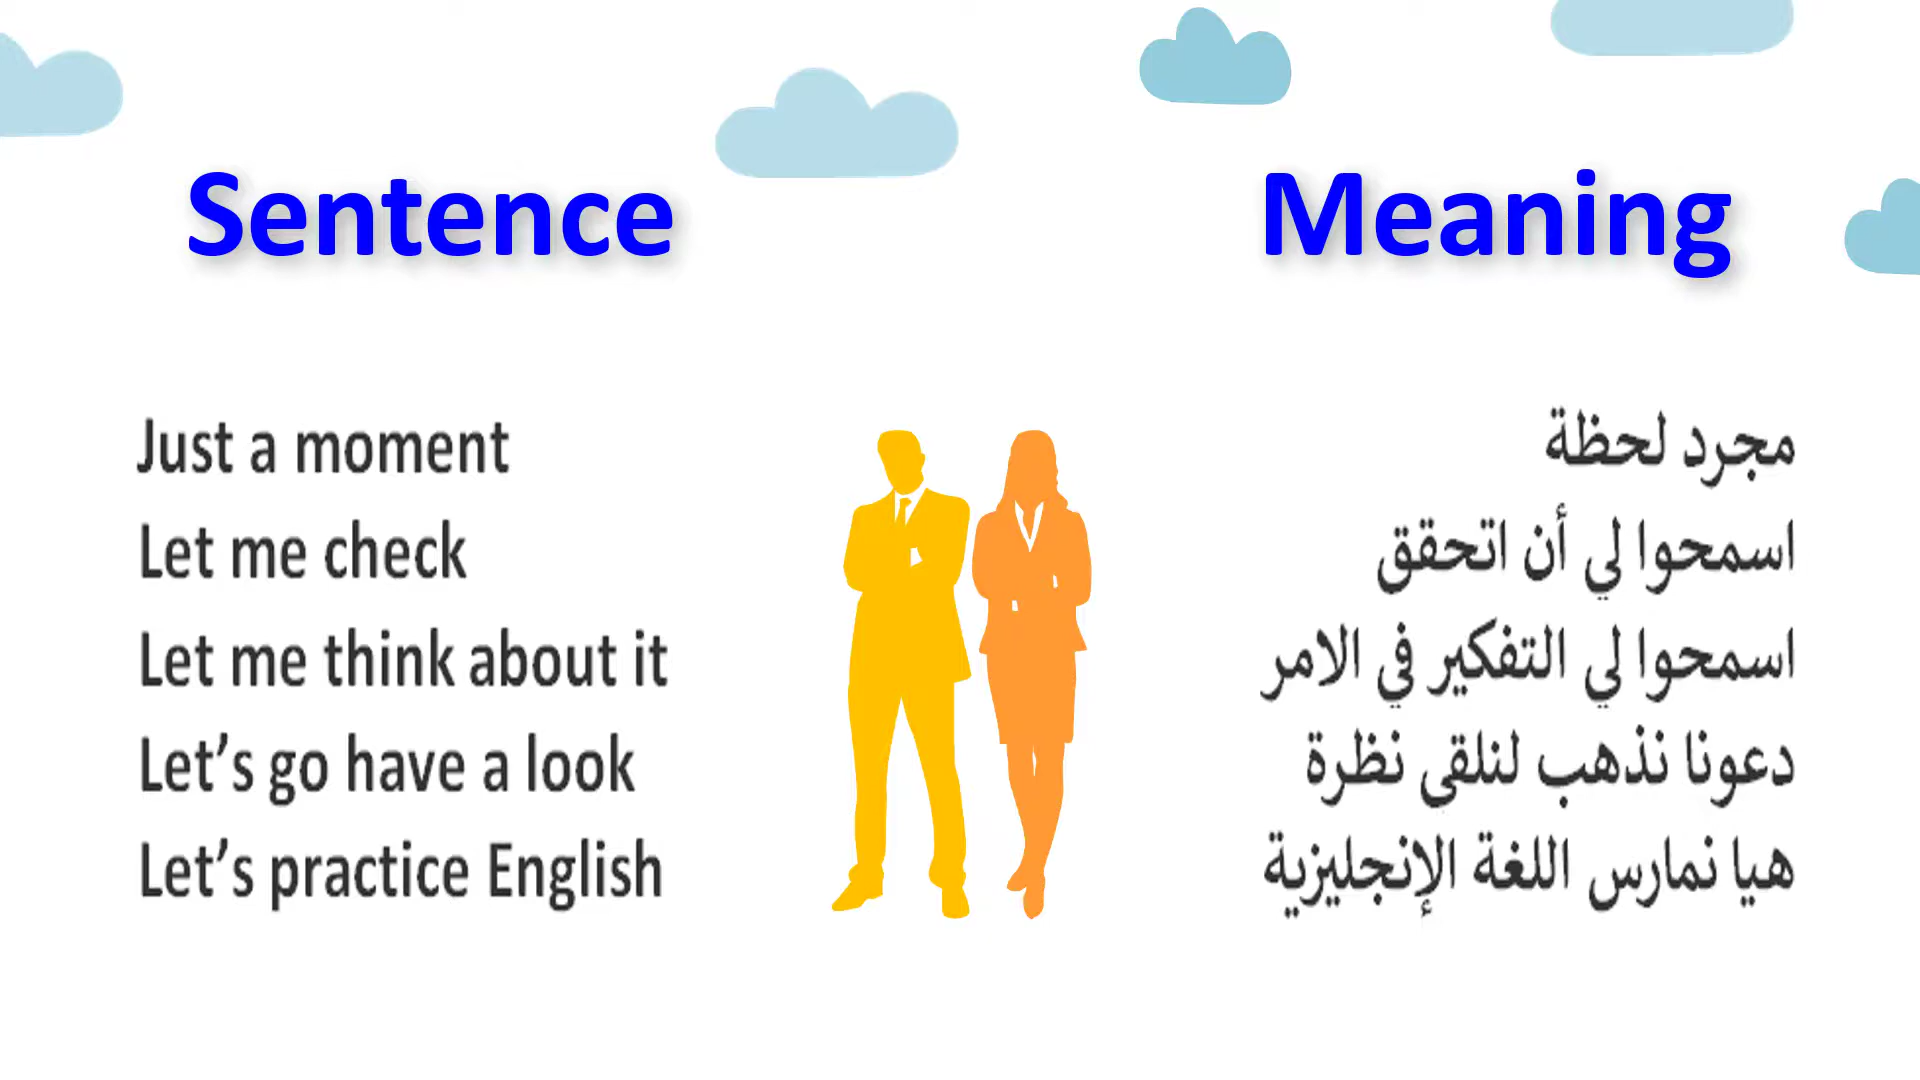 Sentence
Meaning
Just a moment
مجرد لحظة
Let me check
اسمحوا لي أن اتحقق
Let me think about it
اسمحوا لي التفكير في الامر
Let’s go have a look
دعونا نذهب لنلقي نظرة
Let’s practice English
هيا نمارس اللغة الإنجليزية